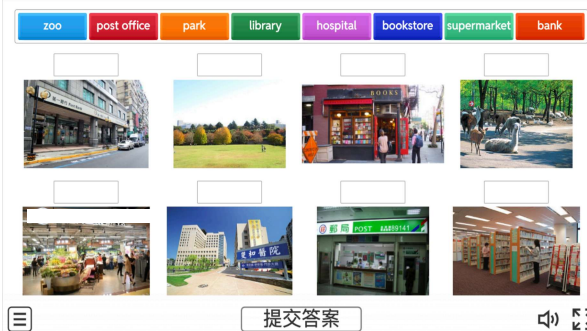 zoo
post office
park
library
hospital
bookstore
supermarket
bank
BOOKS
里和醫院
郵局 POST
提交答案